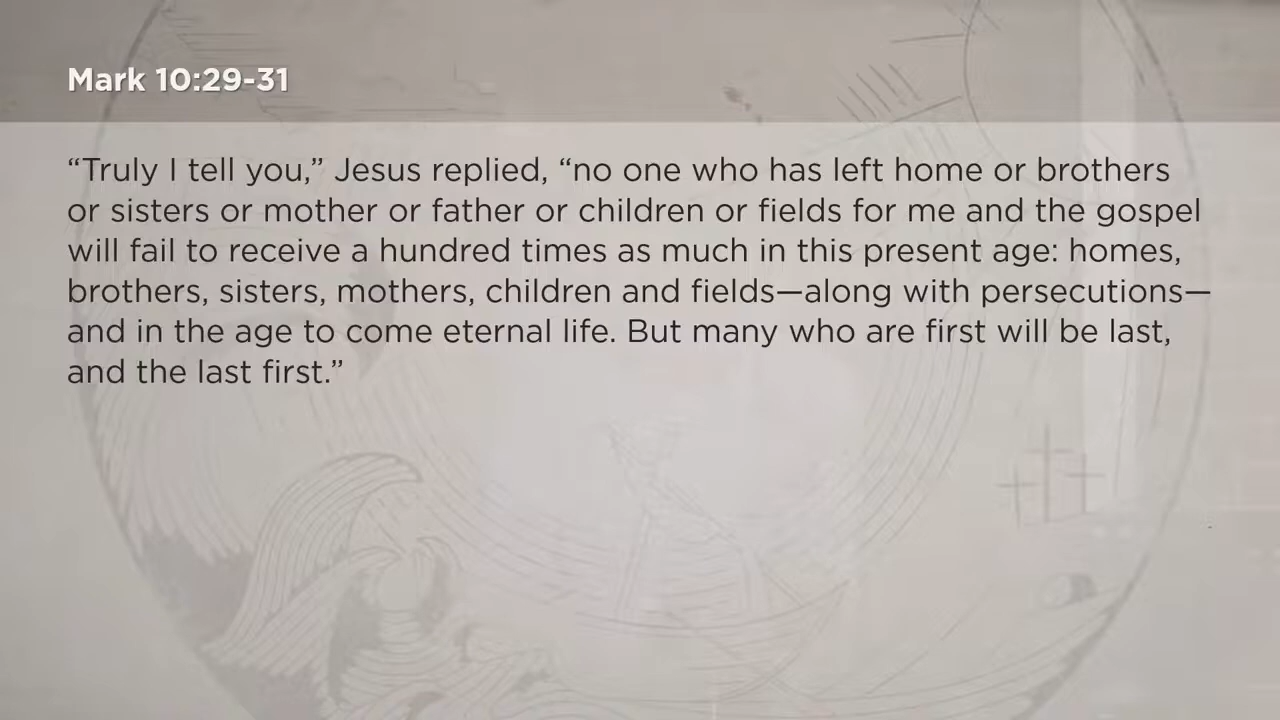 Mark 10:29-31
“Truly I tell you,” Jesus replied, “no one who has left home or brothers
or sisters or mother or father or children or fields for me and the gospel
will fail to receive a hundred times as much in this present age: homes,
brothers, sisters, mothers, children and fields—along with persecutions—
and in the age to come eternal life. But many who are first will be last,
and the last first.”